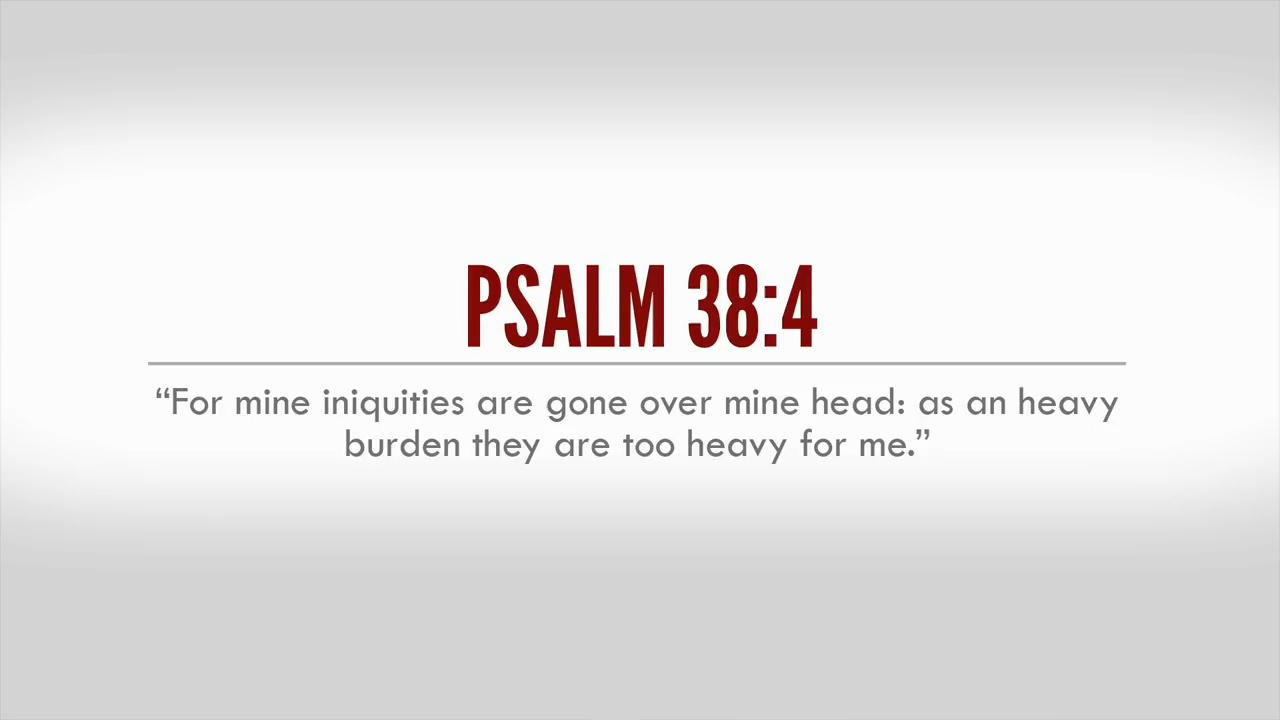 PSALM 38:4
“For mine iniquities are gone over mine head: as an heavy
burden they are too heavy for me.”